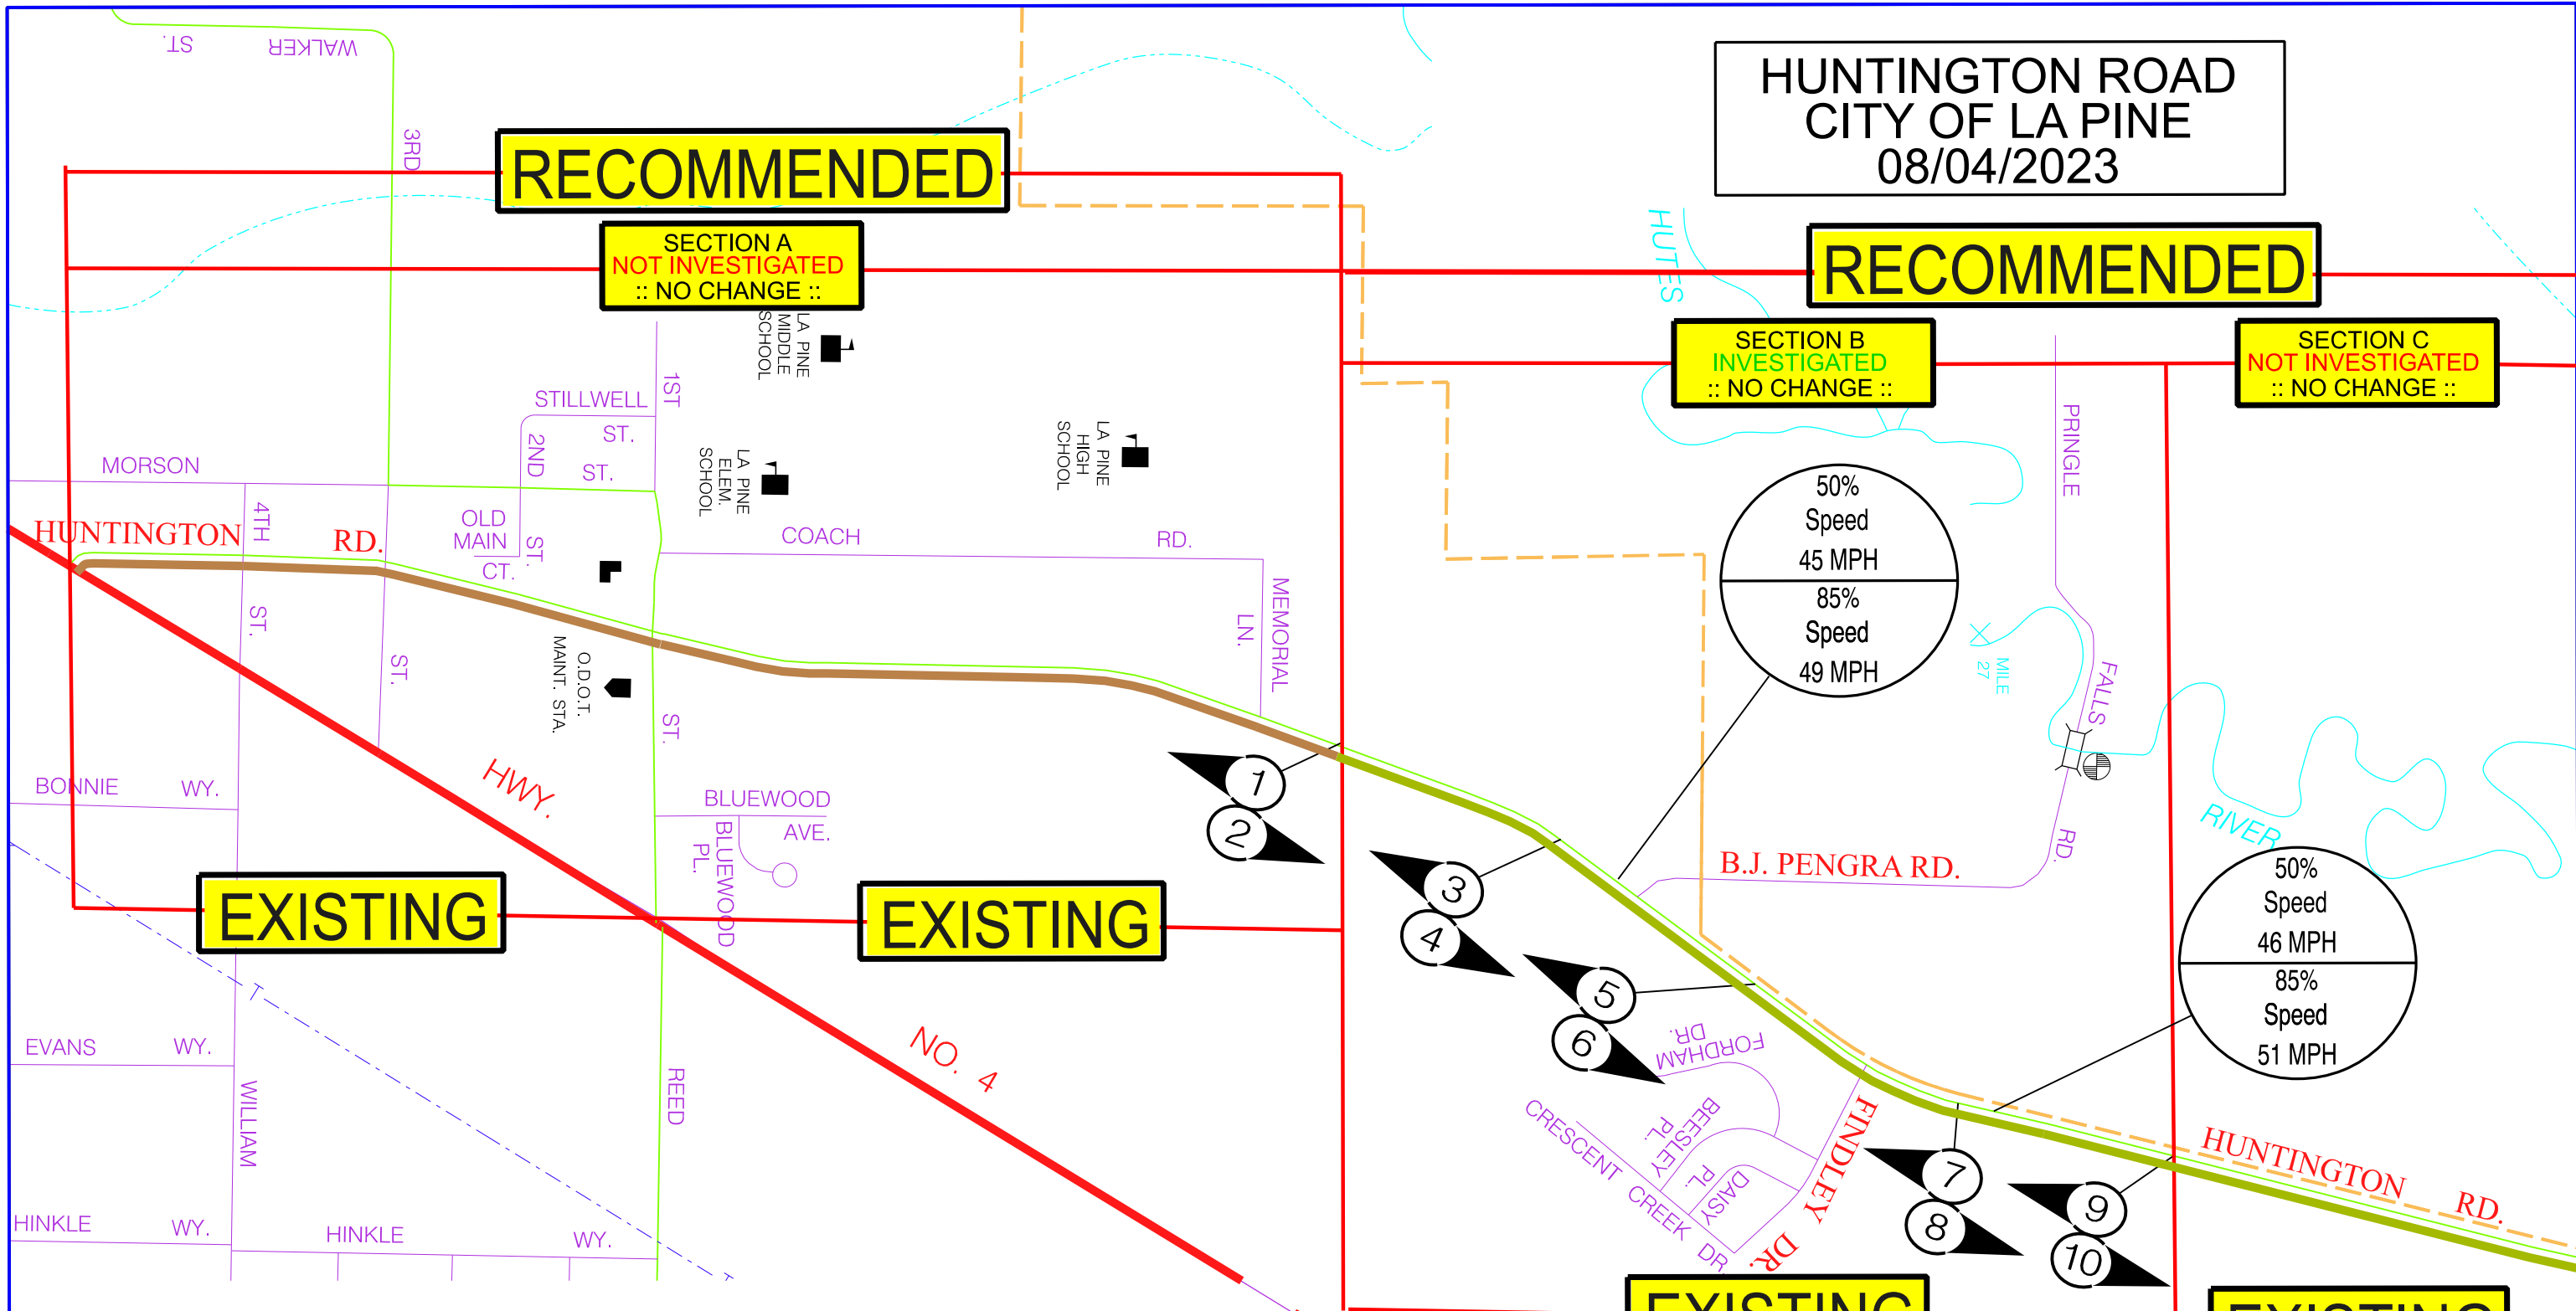 HUNTINGTON ROAD
CITY OF LA PINE
08/04/2023
WALKER
ST.
3RD
ST.
RECOMMENDED
SECTION A
NOT INVESTIGATED
:: NO CHANGE ::
RECOMMENDED
SECTION B
INVESTIGATED
:: NO CHANGE ::
SECTION C
NOT INVESTIGATED
:: NO CHANGE ::
HUTES
LA PINE
MIDDLE
SCHOOL
1ST
ST.
STILLWELL
ST.
2ND
ST.
ST.
MORSON
LA PINE
ELEM.
SCHOOL
LA PINE
HIGH
SCHOOL
PRINGLE
FALLS
RD.
4TH
ST.
HUNTINGTON
RD.
OLD
MAIN
CT.
COACH
RD.
MEMORIAL
LN.
O.D.O.T.
MAINT. STA.
50%
Speed
45 MPH
85%
Speed
49 MPH
MILE
27
RIVER
BONNIE
WY.
HWY.
NO. 4
BLUEWOOD
AVE.
BLUEWOOD
PL.
1
2
3
4
5
6
7
8
9
10
B.J. PENGRA RD.
EXISTING
EXISTING
50%
Speed
46 MPH
85%
Speed
51 MPH
EVANS
WY.
WILLIAM
REED
FORDHAM
DR.
BEESLEY
PL.
DAISY
PL.
CRESCENT CREEK DR
FINDLEY DR.
HUNTINGTON
RD.
HINKLE
WY.
HINKLE
WY.
EXISTING
EXISTING